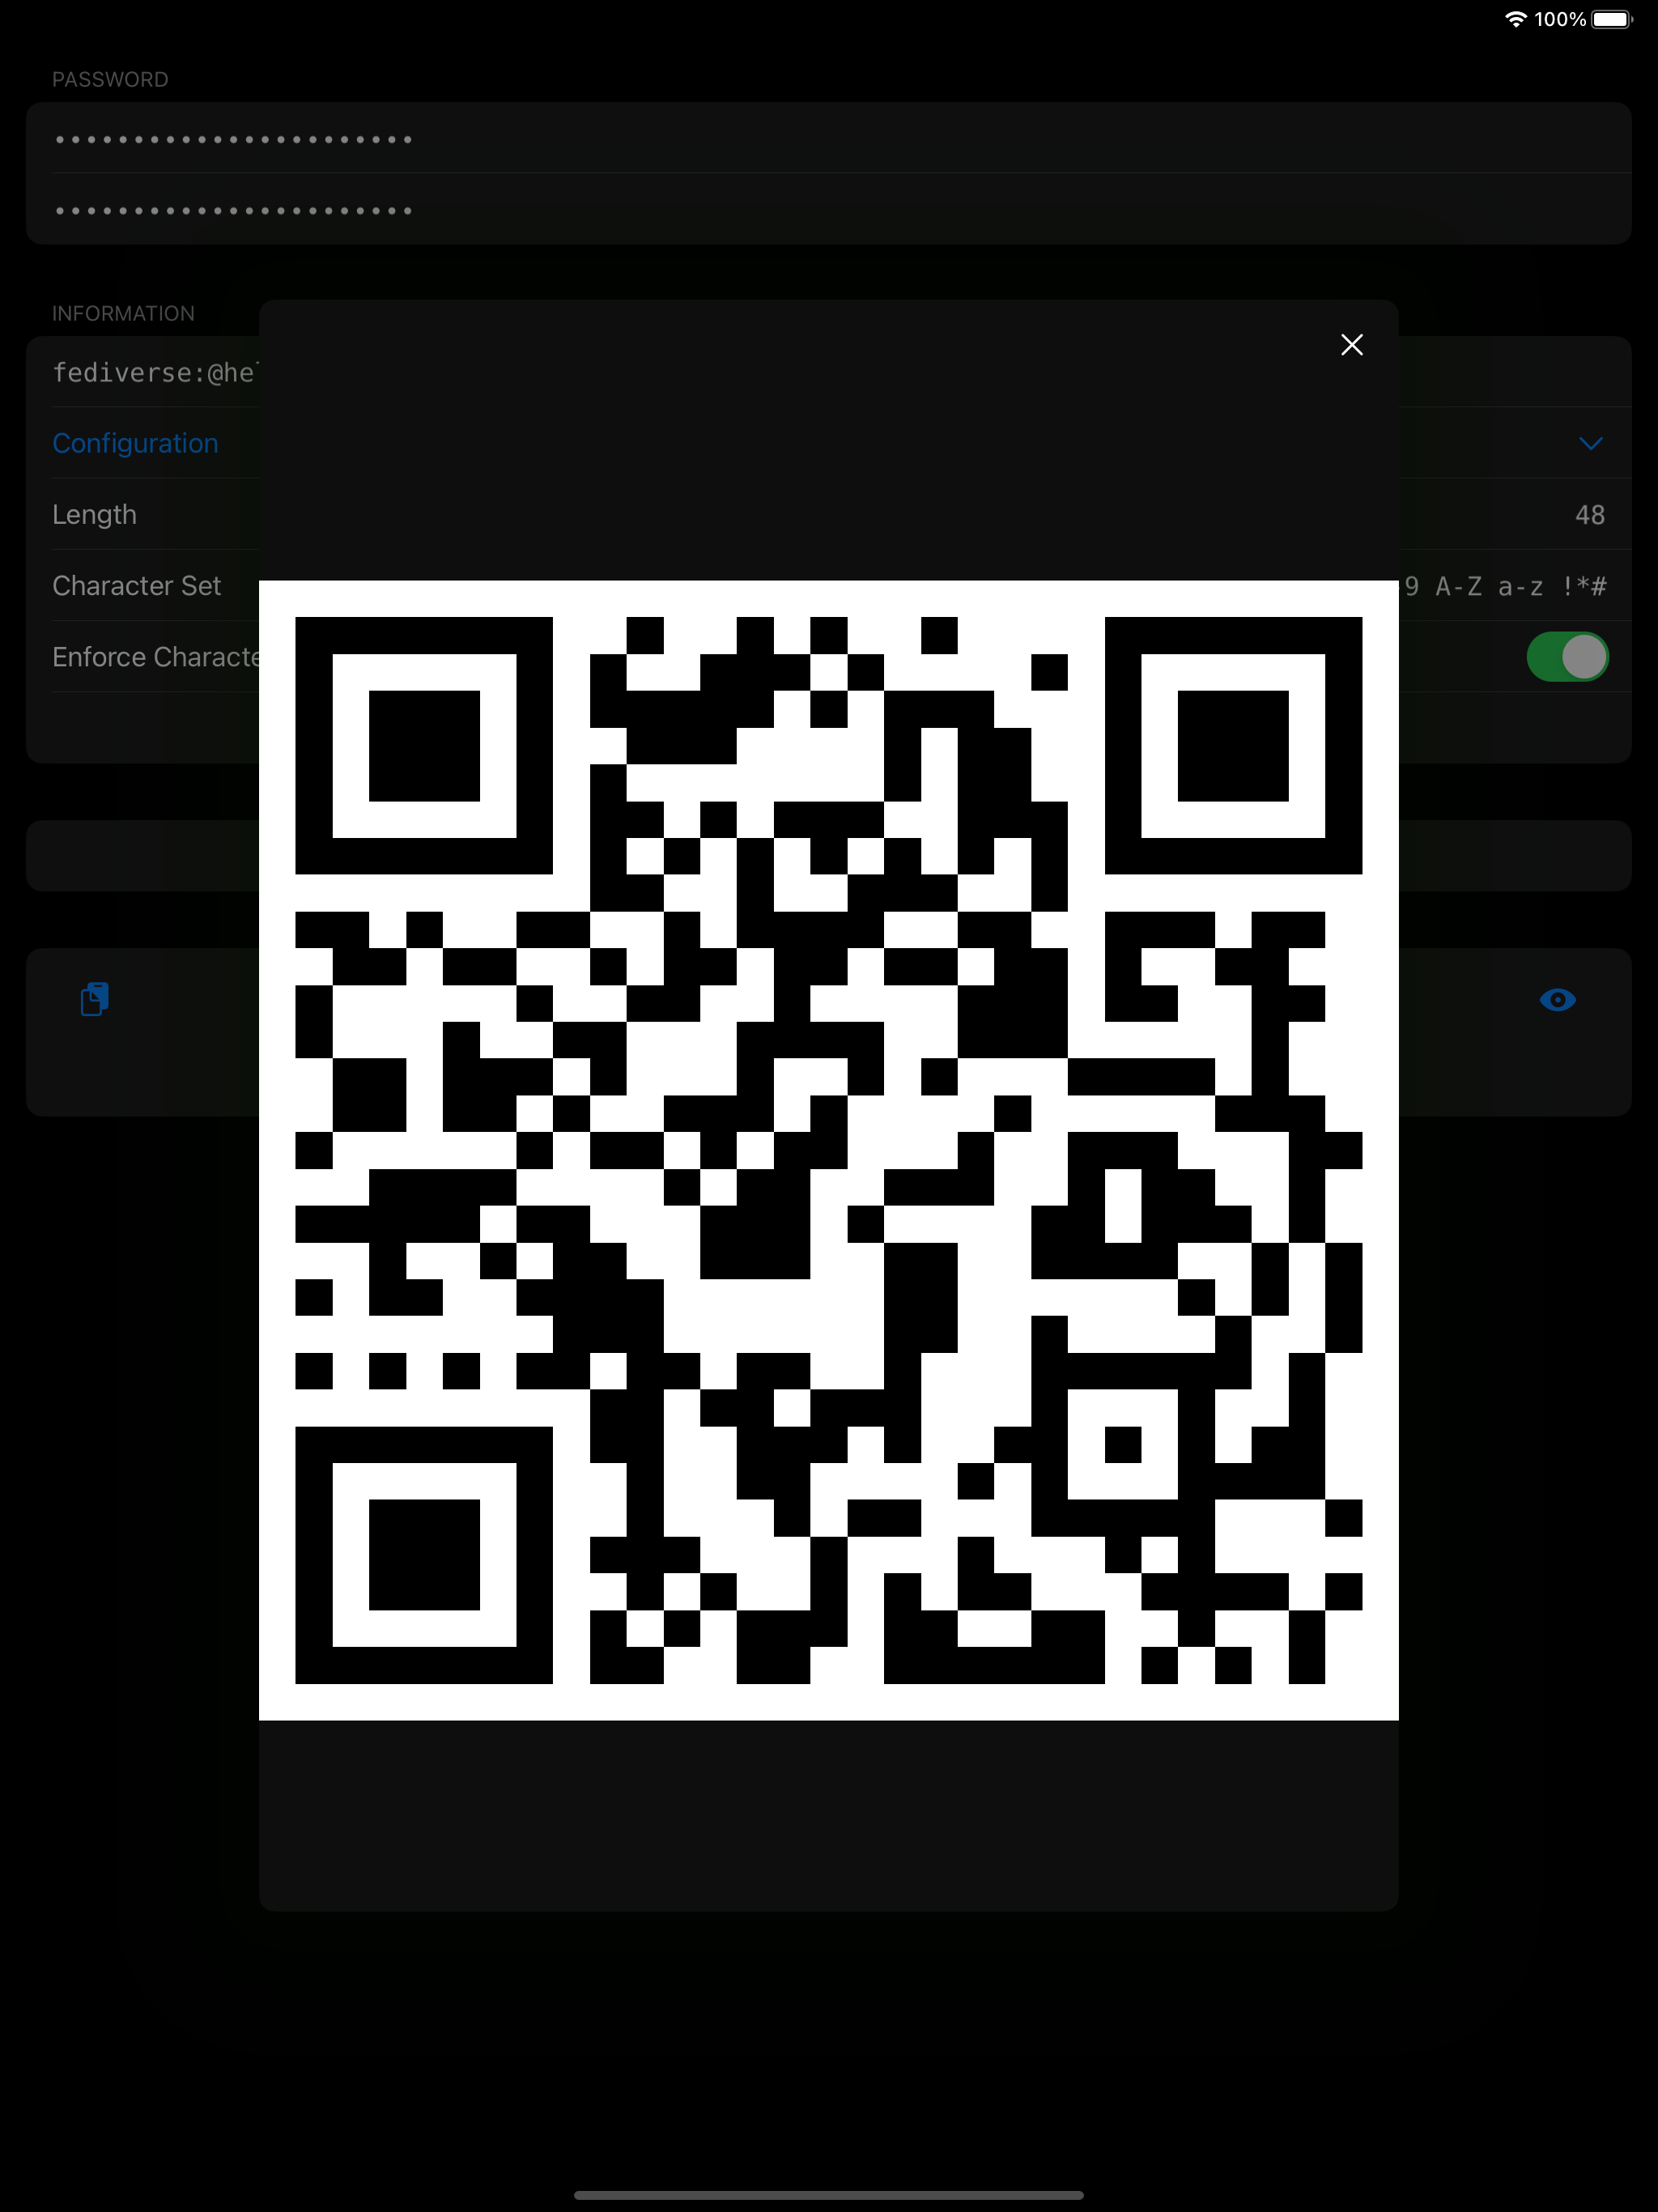 100%
PASSWORD
INFORMATION
fediverse:@he
Configuration
Length
48
Character Set
9 A-Z a-z !*#
Enforce Characte